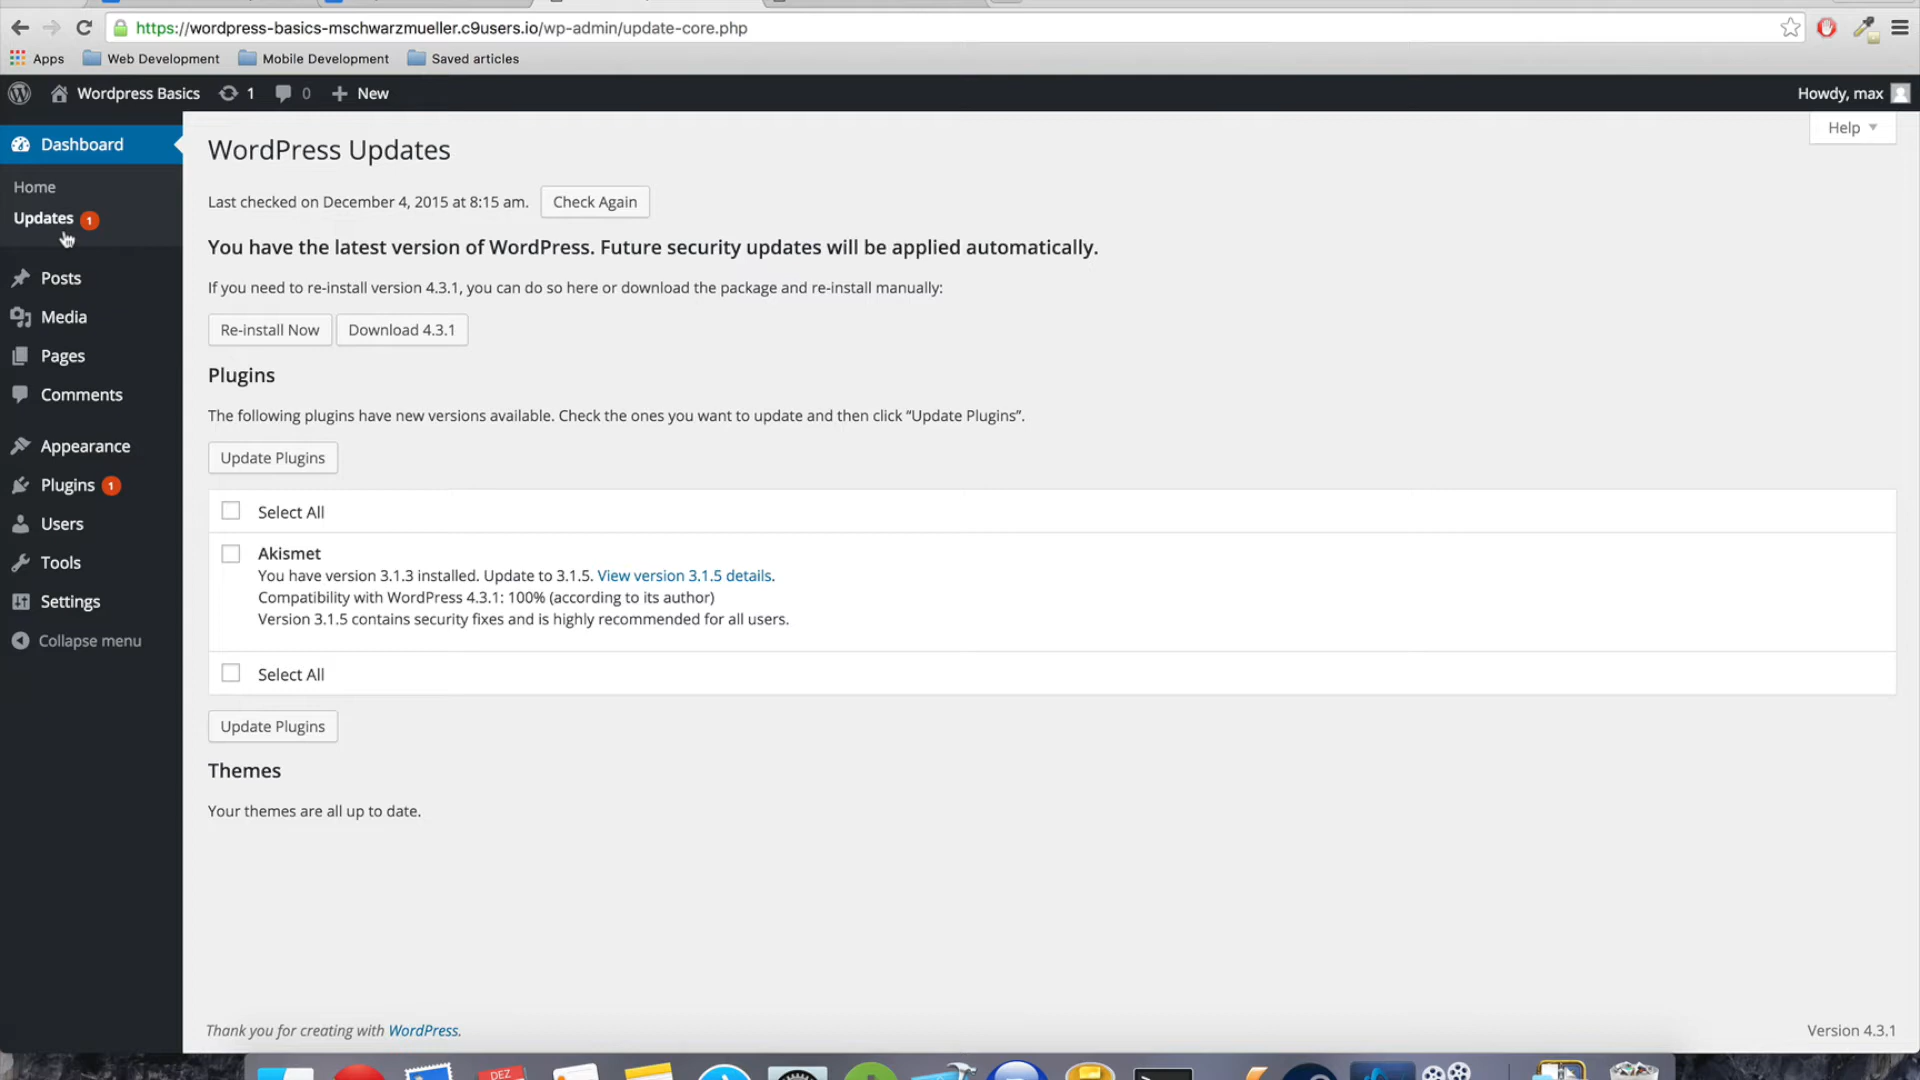 https://wordpress-basics-mschwarzmueller.c9users.io/wp-admin/update-core.php
Apps Web Development Mobile Development Saved articles
Wordpress Basics 1 0 New Howdy, max
Help
Dashboard
Home
Updates 1
Posts
Media
Pages
Comments
Appearance
Plugins 1
Users
Tools
Settings
Collapse menu
WordPress Updates
Last checked on December 4, 2015 at 8:15 am. Check Again
You have the latest version of WordPress. Future security updates will be applied automatically.
If you need to re-install version 4.3.1, you can do so here or download the package and re-install manually:
Re-install Now Download 4.3.1
Plugins
The following plugins have new versions available. Check the ones you want to update and then click “Update Plugins”.
Update Plugins
Select All
Akismet
You have version 3.1.3 installed. Update to 3.1.5. View version 3.1.5 details.
Compatibility with WordPress 4.3.1: 100% (according to its author)
Version 3.1.5 contains security fixes and is highly recommended for all users.
Select All
Update Plugins
Themes
Your themes are all up to date.
Thank you for creating with WordPress. Version 4.3.1
DEZ